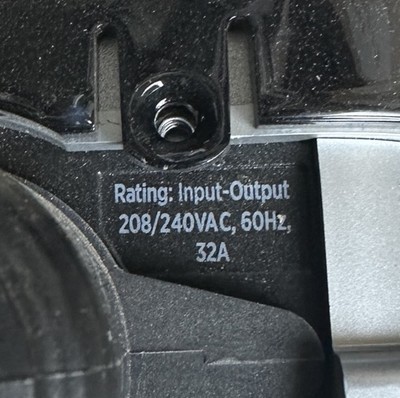 Rating: Input-Output
208/240VAC, 60Hz,
32A